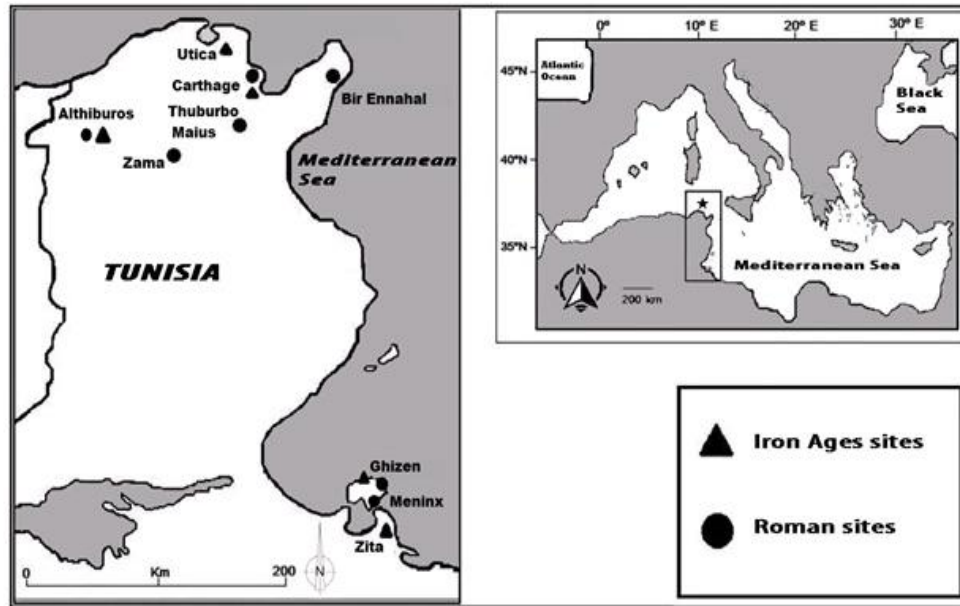 Utica
Carthage
Bir Ennahal
Thuburbo
Maius
Althiburos
Zama
Mediterranean
Sea
TUNISIA
Ghizen
Meninx
Zita
0 Km 200
N
0° 10°E 20°E 30°E
45°N
40°N
35°N
Atlantic
Ocean
Black
Sea
Mediterranean Sea
N
200 km
Iron Ages sites
Roman sites